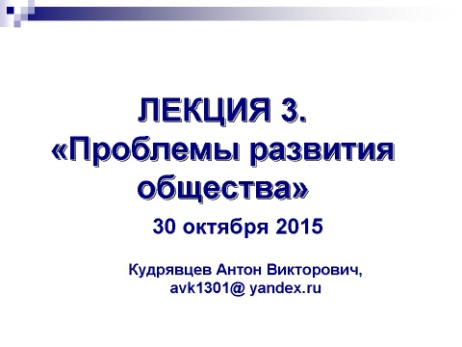 ЛЕКЦИЯ 3.
«Проблемы развития
общества»
30 октября 2015
Кудрявцев Антон Викторович,
avk1301@ yandex.ru